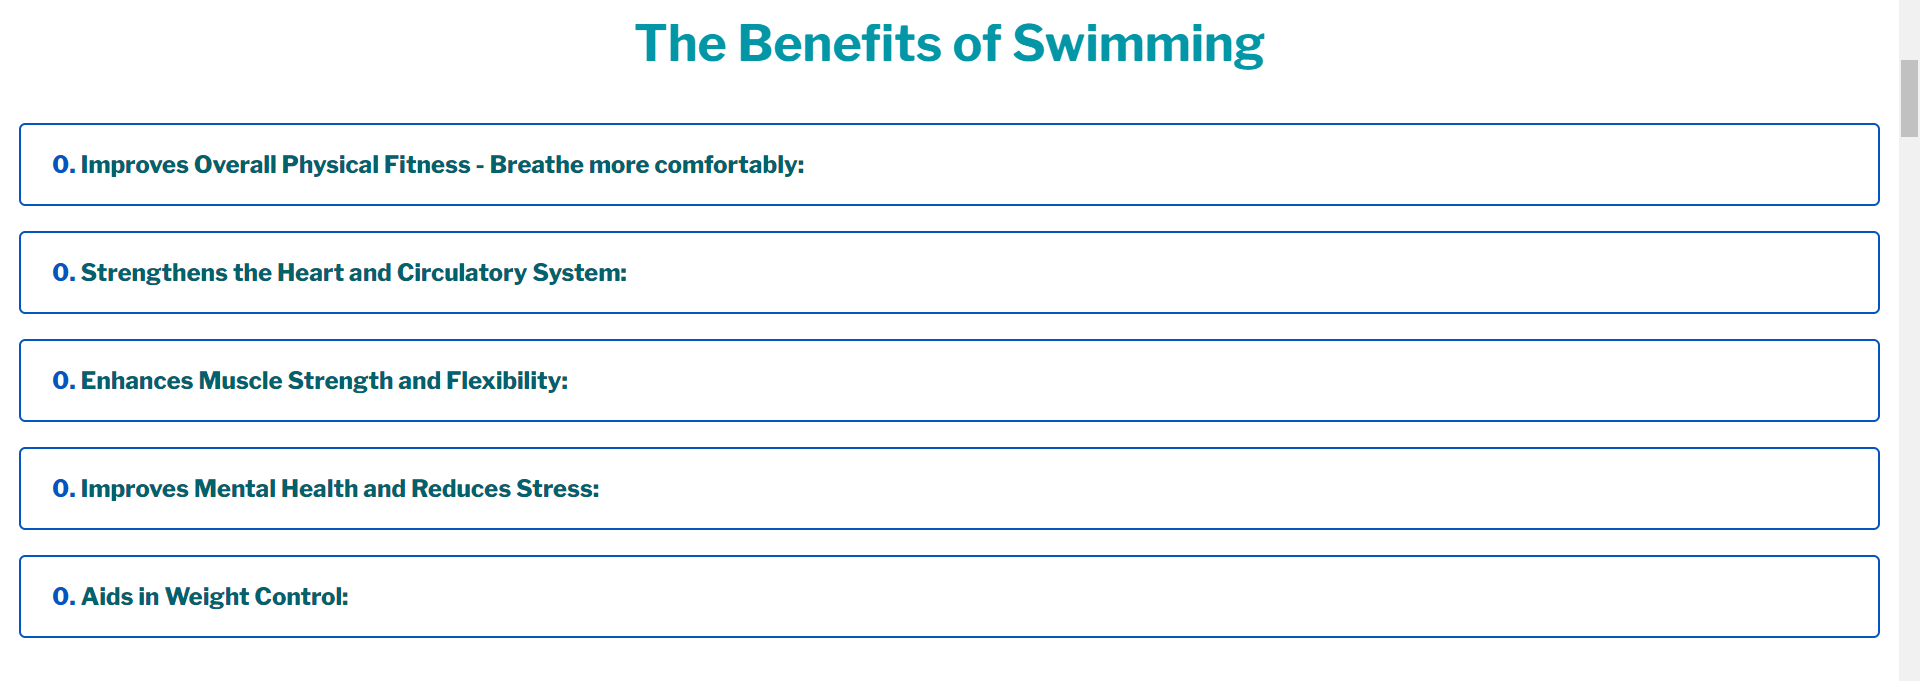 The Benefits of Swimming
0. Improves Overall Physical Fitness - Breathe more comfortably:
0. Strengthens the Heart and Circulatory System:
0. Enhances Muscle Strength and Flexibility:
0. Improves Mental Health and Reduces Stress:
0. Aids in Weight Control: